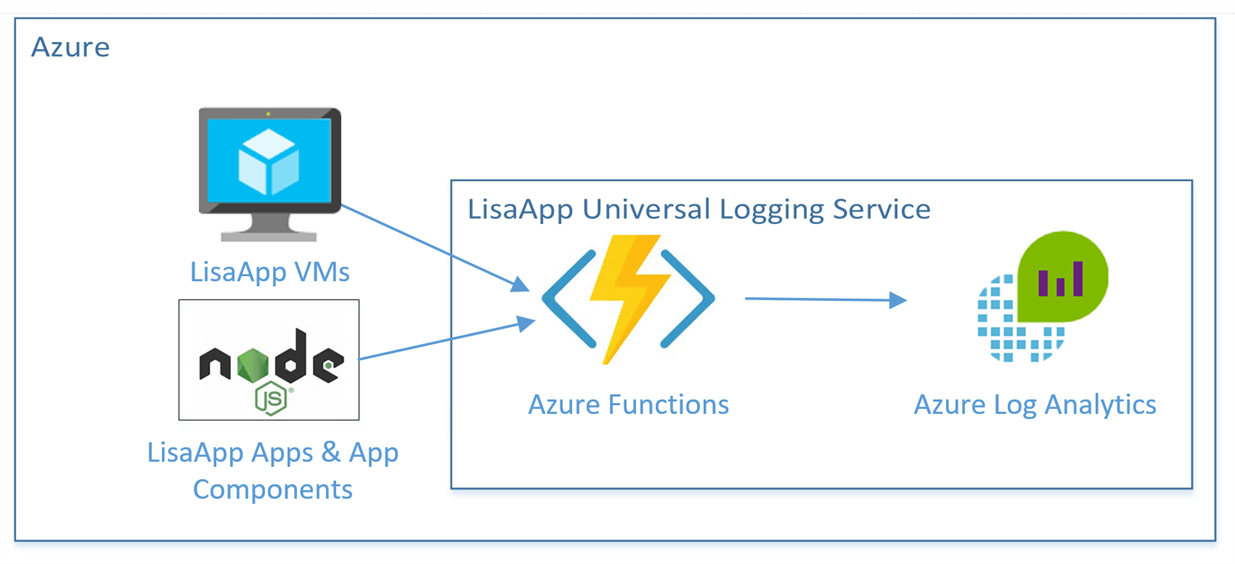 Azure
LisaApp VMs
LisaApp Universal Logging Service
node
JS
®
LisaApp Apps & App
Components
Azure Functions
Azure Log Analytics